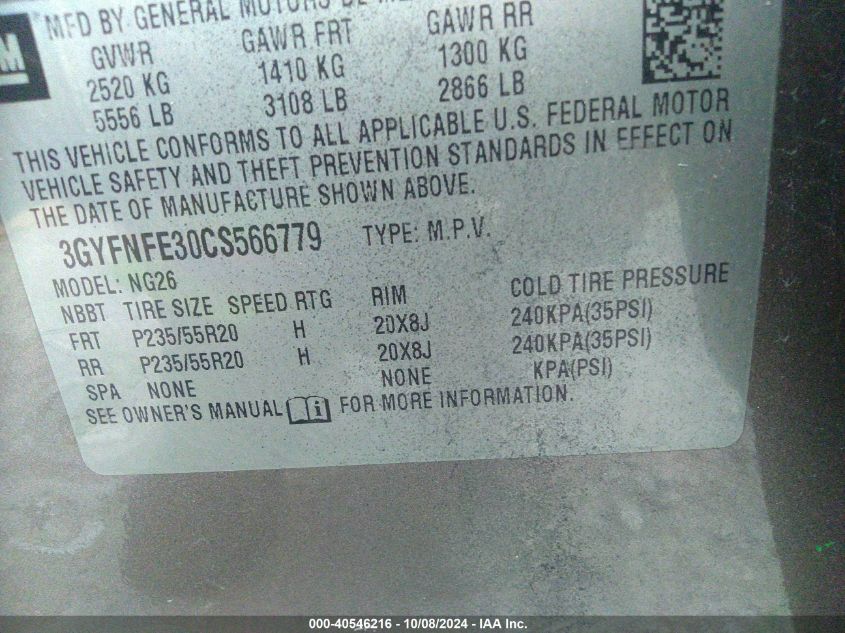 MFD BY GENERAL MOTORS DE
GVWR GAWR FRT GAWR RR
2520 KG 1410 KG 1300 KG
5556 LB 3108 LB 2866 LB
THIS VEHICLE CONFORMS TO ALL APPLICABLE U.S. FEDERAL MOTOR
VEHICLE SAFETY AND THEFT PREVENTION STANDARDS IN EFFECT ON
THE DATE OF MANUFACTURE SHOWN ABOVE.
3GYFNFE30CS566779 TYPE: M.P.V.
MODEL: NG26
NBBT TIRE SIZE SPEED RTG RIM COLD TIRE PRESSURE
FRT P235/55R20 H 20X8J 240KPA(35PSI)
RR P235/55R20 H 20X8J 240KPA(35PSI)
SPA NONE NONE KPA(PSI)
SEE OWNER'S MANUAL i FOR MORE INFORMATION.
000-40546216 - 10/08/2024 - IAA Inc.